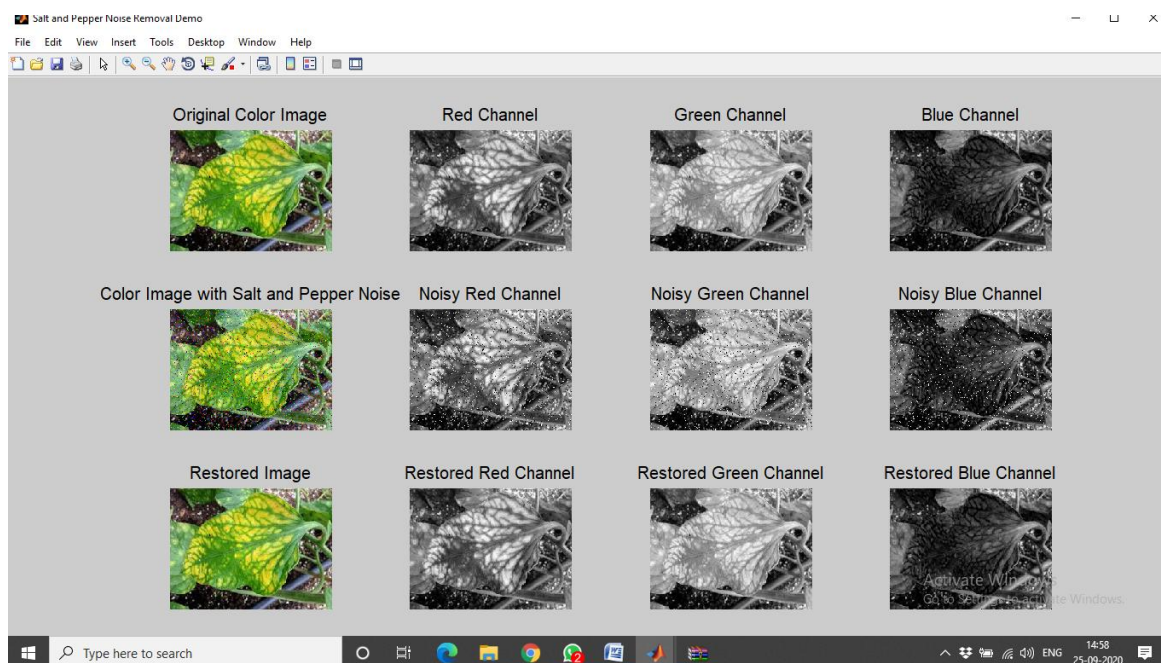 Salt and Pepper Noise Removal Demo
File Edit View Insert Tools Desktop Window Help
Original Color Image Red Channel Green Channel Blue Channel
Color Image with Salt and Pepper Noise Noisy Red Channel Noisy Green Channel Noisy Blue Channel
Restored Image Restored Red Channel Restored Green Channel Restored Blue Channel
Activate Windows
Go to Settings to activate Windows.
Type here to search 2 ENG 14:58
25-09-2020